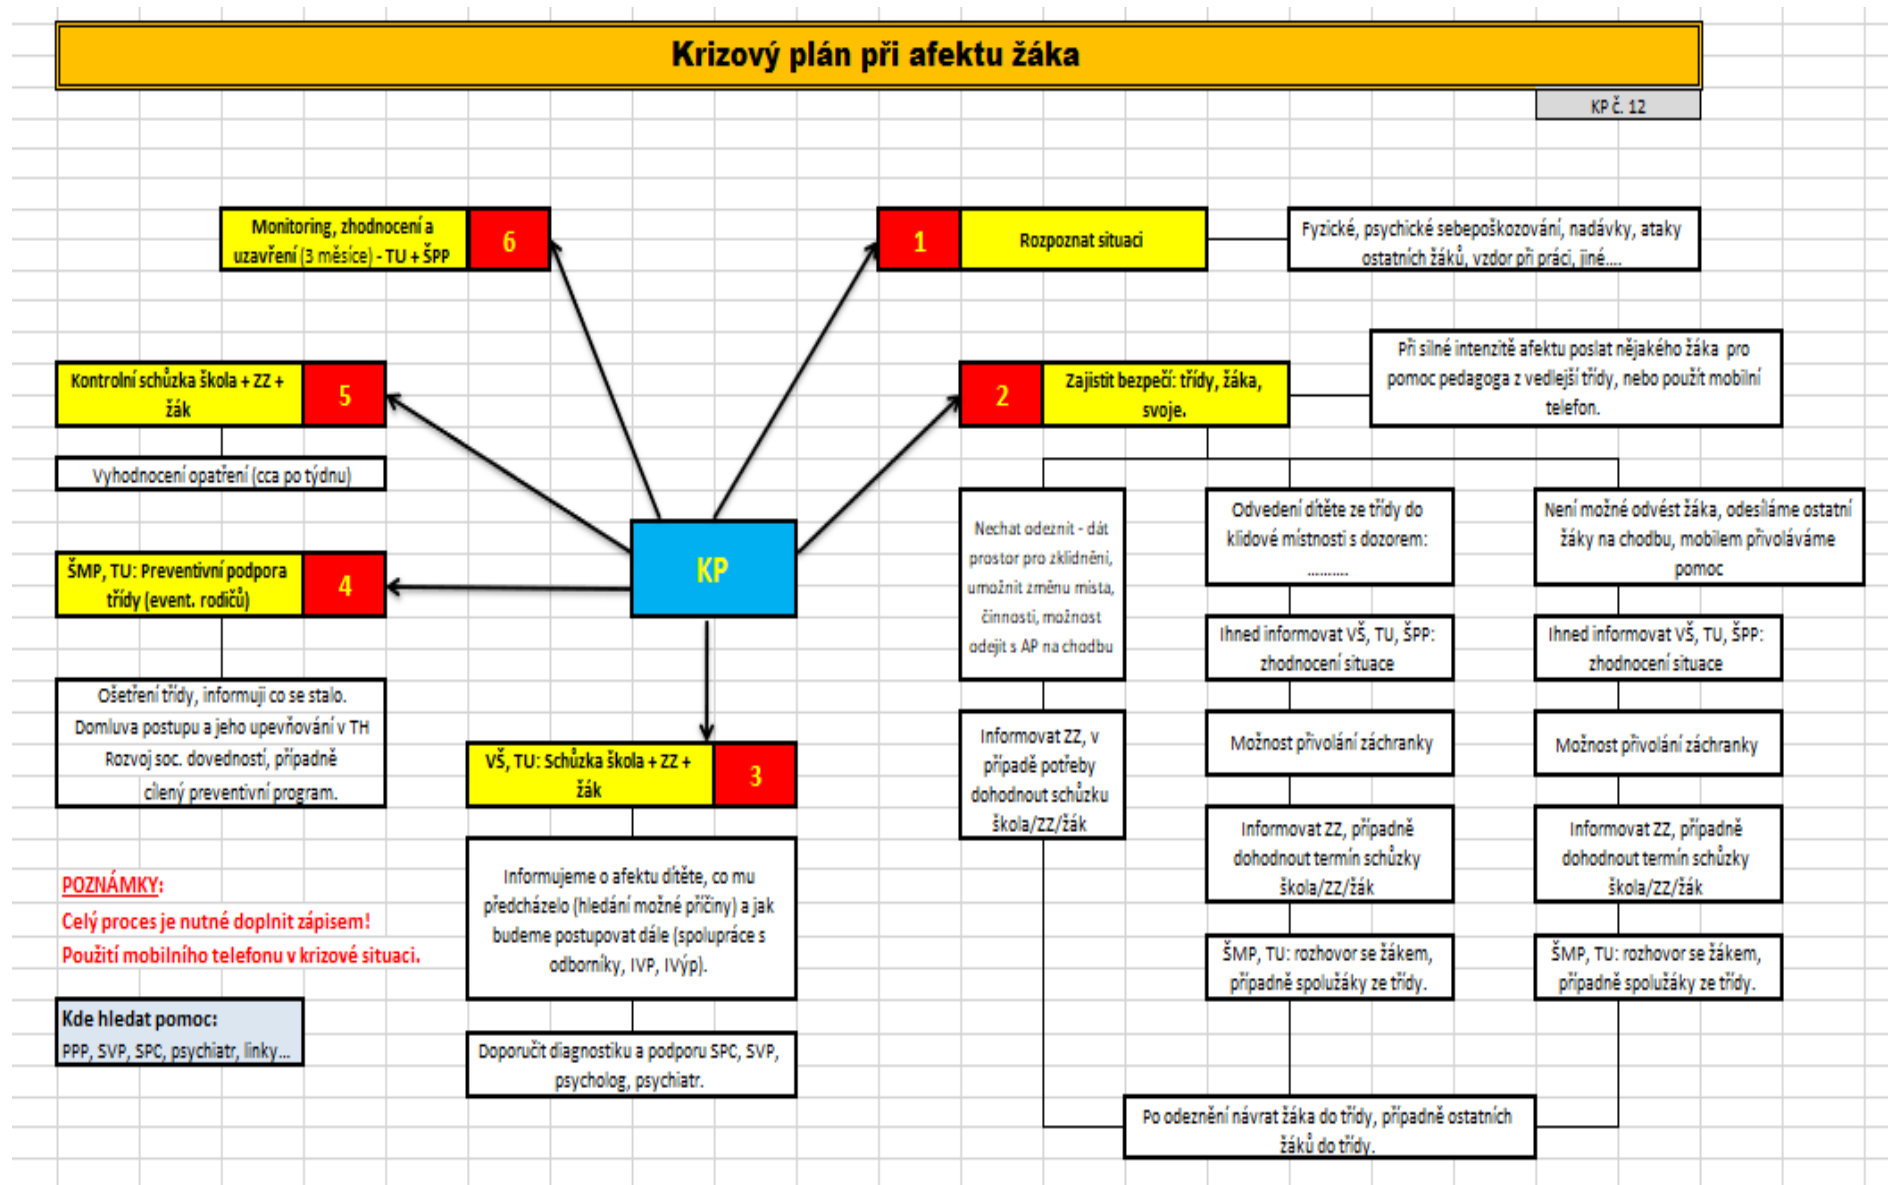 Krizový plán při afektu žáka
KP č. 12
Monitoring, zhodnocení a
uzavření (3 měsíce) - TU + ŠPP
6
1
Rozpoznat situaci
Fyzické, psychické sebepoškozování, nadávky, ataky
ostatních žáků, vzdor při práci, jiné....
Kontrolní schůzka škola + ZZ +
žák
5
Vyhodnocení opatření (cca po týdnu)
2
Zajistit bezpečí: třídy, žáka,
svoje.
Při silné intenzitě afektu poslat nějakého žáka pro
pomoc pedagoga z vedlejší třídy, nebo použít mobilní
telefon.
KP
ŠMP, TU: Preventivní podpora
třídy (event. rodičů)
4
Ošetření třídy, informuji co se stalo.
Domluva postupu a jeho upevňování v TH
Rozvoj soc. dovedností, případně
cílený preventivní program.
VŠ, TU: Schůzka škola + ZZ +
žák
3
Informujeme o afektu dítěte, co mu
předcházelo (hledání možné příčiny) a jak
budeme postupovat dále (spolupráce s
odborníky, IVP, IVýp).
Doporučit diagnostiku a podporu SPC, SVP,
psycholog, psychiatr.
Nechat odeznít - dát
prostor pro zklidnění,
umožnit změnu místa,
činnosti, možnost
odejít s AP na chodbu
Informovat ZZ, v
případě potřeby
dohodnout schůzku
škola/ZZ/žák
Odvedení dítěte ze třídy do
klidové místnosti s dozorem:
..........
Ihned informovat VŠ, TU, ŠPP:
zhodnocení situace
Možnost přivolání záchranky
Informovat ZZ, případně
dohodnout termín schůzky
škola/ZZ/žák
ŠMP, TU: rozhovor se žákem,
případně spolužáky ze třídy.
Není možné odvést žáka, odesíláme ostatní
žáky na chodbu, mobilem přivoláváme
pomoc
Ihned informovat VŠ, TU, ŠPP:
zhodnocení situace
Možnost přivolání záchranky
Informovat ZZ, případně
dohodnout termín schůzky
škola/ZZ/žák
ŠMP, TU: rozhovor se žákem,
případně spolužáky ze třídy.
Po odeznění návrat žáka do třídy, případně ostatních
žáků do třídy.
POZNÁMKY:
Celý proces je nutné doplnit zápisem!
Použití mobilního telefonu v krizové situaci.
Kde hledat pomoc:
PPP, SVP, SPC, psychiatr, linky...